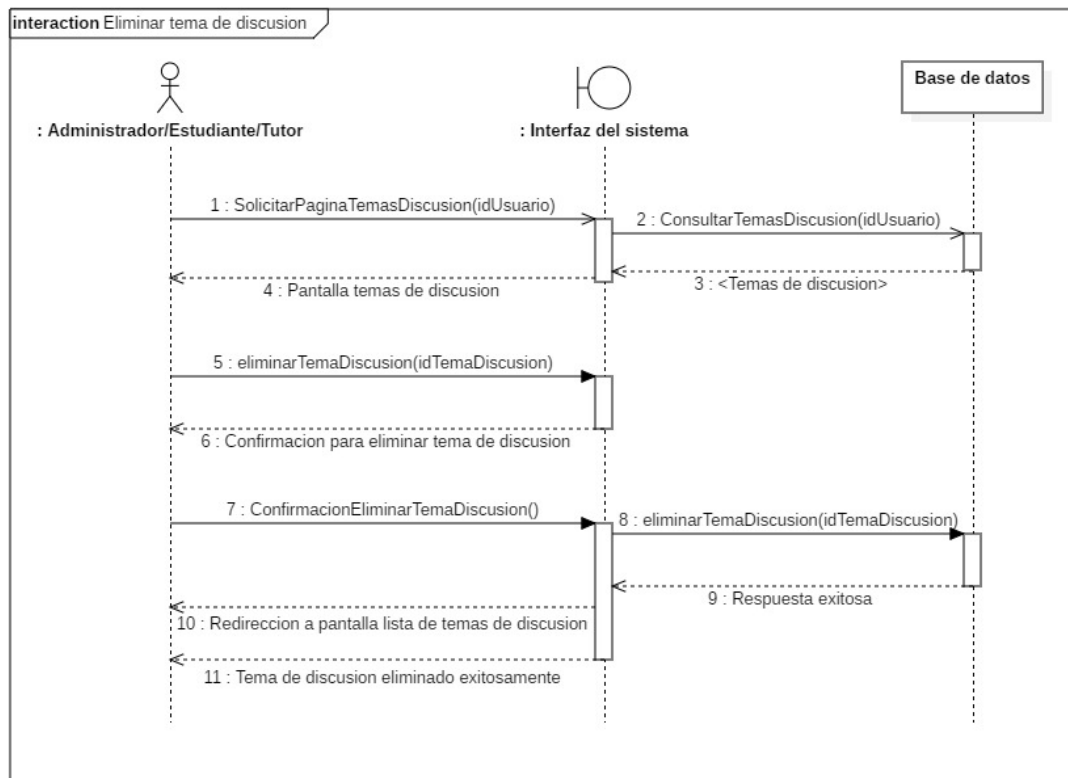 interaction Eliminar tema de discusion
: Administrador/Estudiante/Tutor
: Interfaz del sistema
Base de datos
1 : SolicitarPaginaTemasDiscusion(idUsuario)
2 : ConsultarTemasDiscusion(idUsuario)
3 : <Temas de discusion>
4 : Pantalla temas de discusion
5 : eliminarTemaDiscusion(idTemaDiscusion)
6 : Confirmacion para eliminar tema de discusion
7 : ConfirmacionEliminarTemaDiscusion()
8 : eliminarTemaDiscusion(idTemaDiscusion)
9 : Respuesta exitosa
10 : Redireccion a pantalla lista de temas de discusion
11 : Tema de discusion eliminado exitosamente